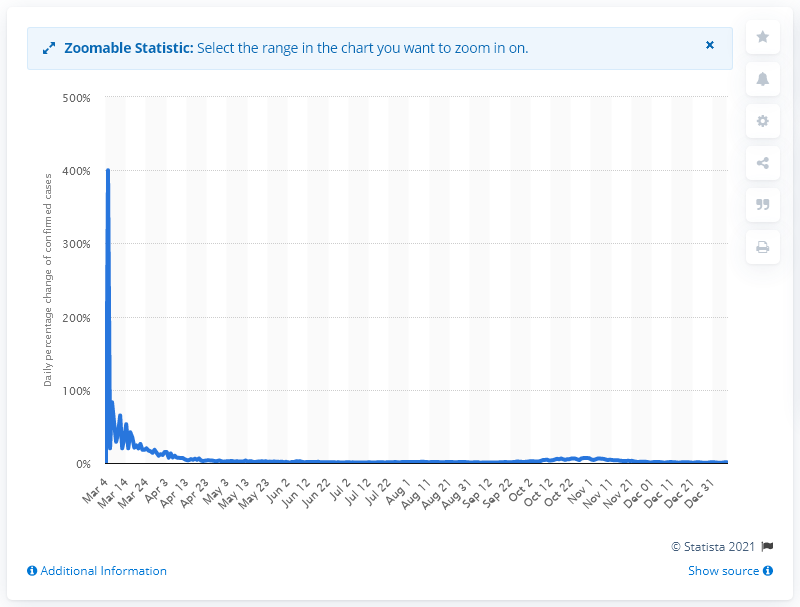 Zoomable Statistic: Select the range in the chart you want to zoom in on.
500%
400%
300%
200%
100%
0%
Daily percentage change of confirmed cases
Mar 4
Mar 14
Mar 24
Apr 3
Apr 13
Apr 23
May 3
May 13
May 23
Jun 2
Jun 12
Jun 22
Jul 2
Jul 12
Jul 22
Aug 1
Aug 11
Aug 21
Aug 31
Sep 12
Sep 22
Oct 2
Oct 12
Oct 22
Nov 1
Nov 11
Nov 21
Dec 01
Dec 11
Dec 21
Dec 31
© Statista 2021
Additional Information
Show source